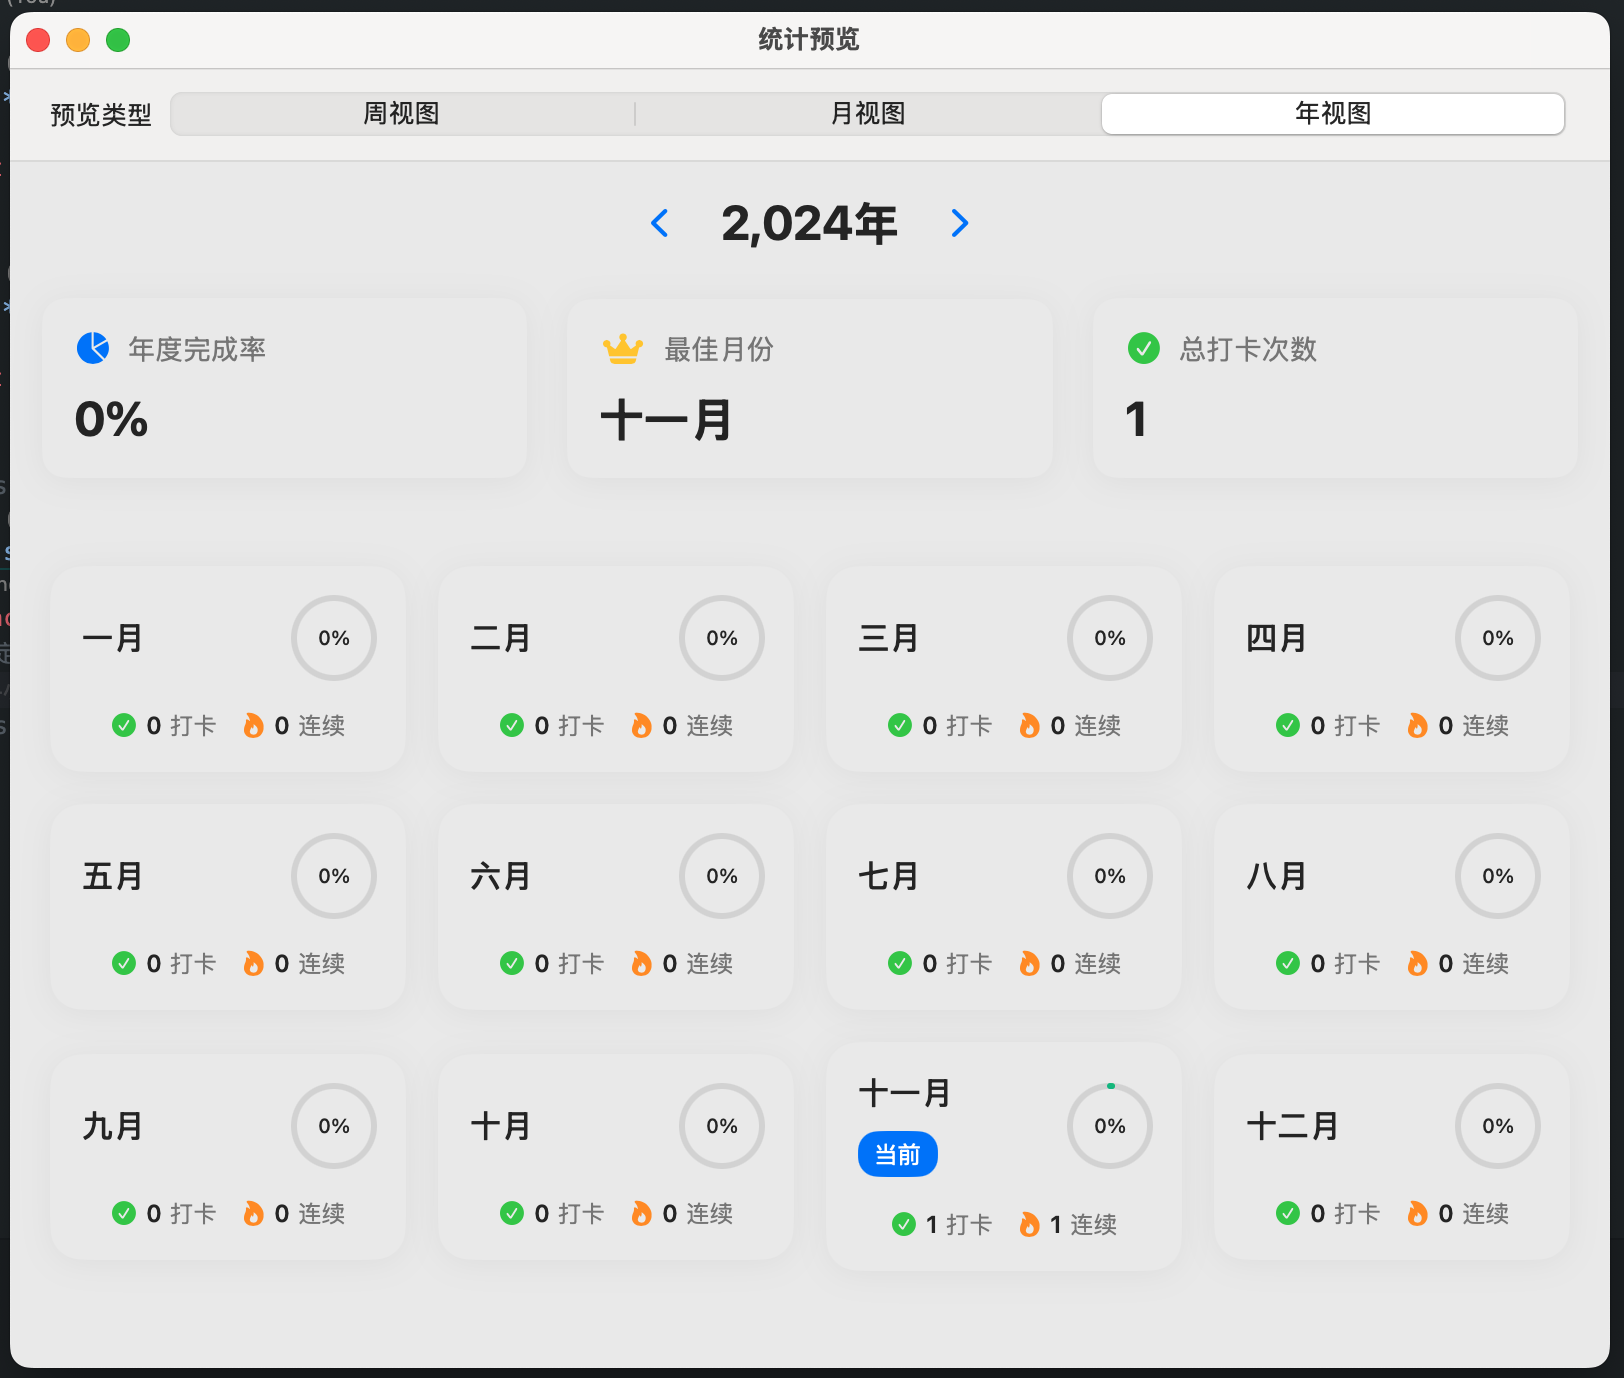 统计预览
预览类型 周视图 月视图 年视图
2,024年
年度完成率 最佳月份 总打卡次数
0% 十一月 1
一月 0% 二月 0% 三月 0% 四月 0%
0 打卡 0 连续 0 打卡 0 连续 0 打卡 0 连续 0 打卡 0 连续
五月 0% 六月 0% 七月 0% 八月 0%
0 打卡 0 连续 0 打卡 0 连续 0 打卡 0 连续 0 打卡 0 连续
九月 0% 十月 0% 十一月 0% 十二月 0%
当前
0 打卡 0 连续 0 打卡 0 连续 1 打卡 1 连续 0 打卡 0 连续